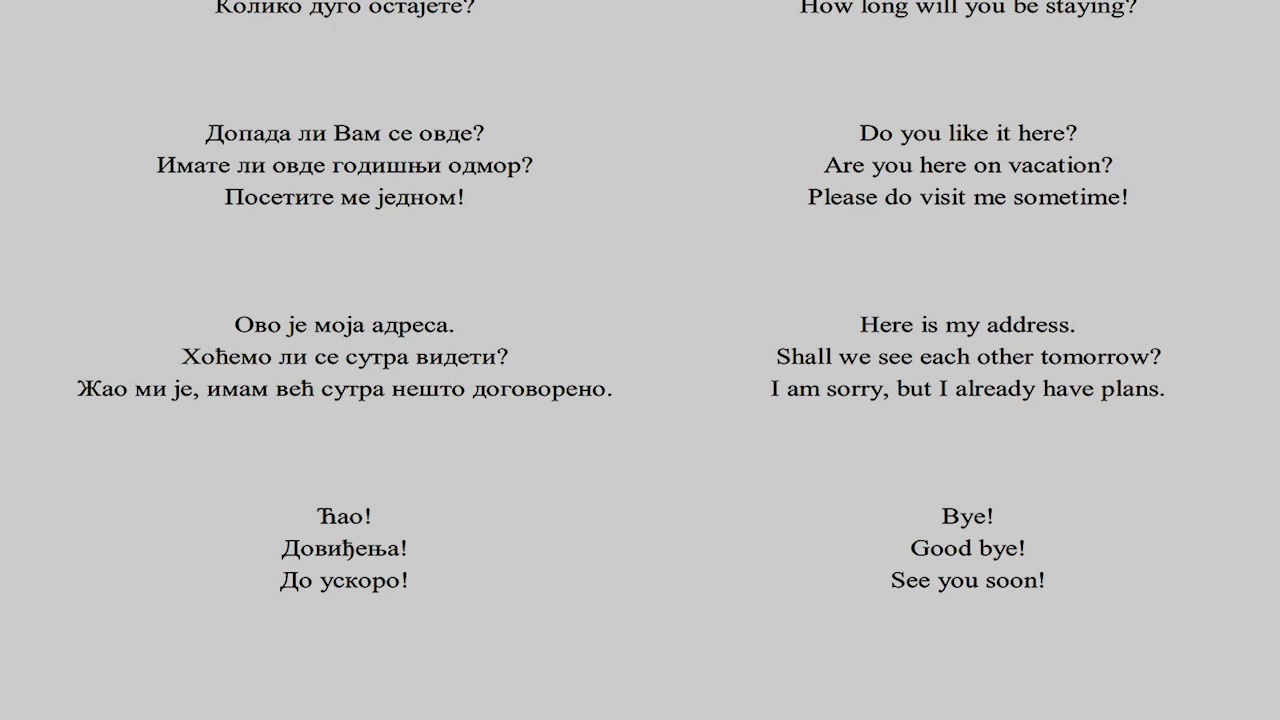 Колико дуго остајете?
How long will you be staying?
Допада ли Вам се овде?
Имате ли овде годишњи одмор?
Посетите ме једном!
Do you like it here?
Are you here on vacation?
Please do visit me sometime!
Ово је моја адреса.
Хоћемо ли се сутра видети?
Жао ми је, имам већ сутра нешто договорено.
Here is my address.
Shall we see each other tomorrow?
I am sorry, but I already have plans.
Ћао!
Довиђења!
До ускоро!
Bye!
Good bye!
See you soon!